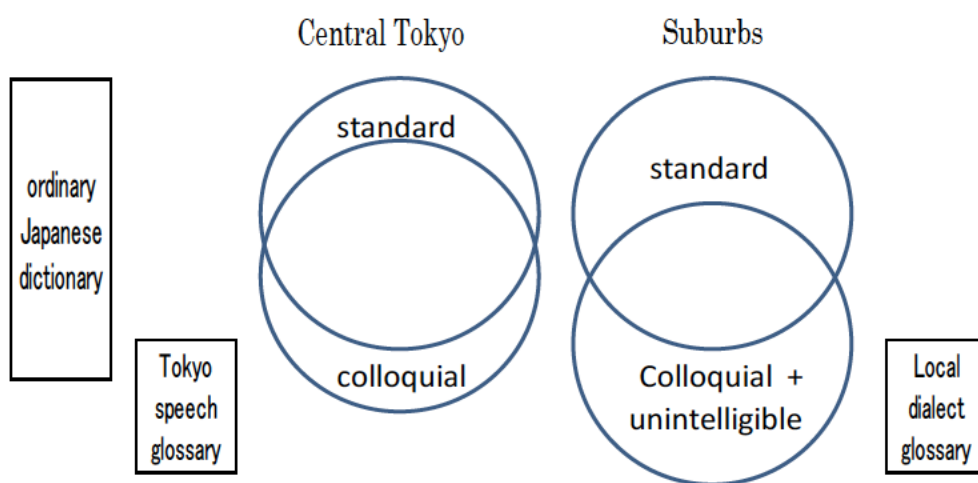 Central Tokyo
Suburbs
ordinary
Japanese
dictionary
standard
standard
colloquial
Colloquial +
unintelligible
Tokyo
speech
glossary
Local
dialect
glossary